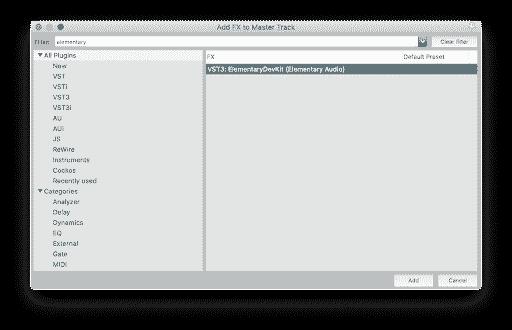 Add FX to Master Track
Filter: elementary Clear filter
All Plugins
New
VST
VSTi
VST3
VST3i
AU
AUi
JS
ReWire
Instruments
Cockos
Recently used
Categories
Analyzer
Delay
Dynamics
EQ
External
Gate
MIDI
FX Default Preset
VST3: ElementaryDevKit (Elementary Audio)
Add Cancel